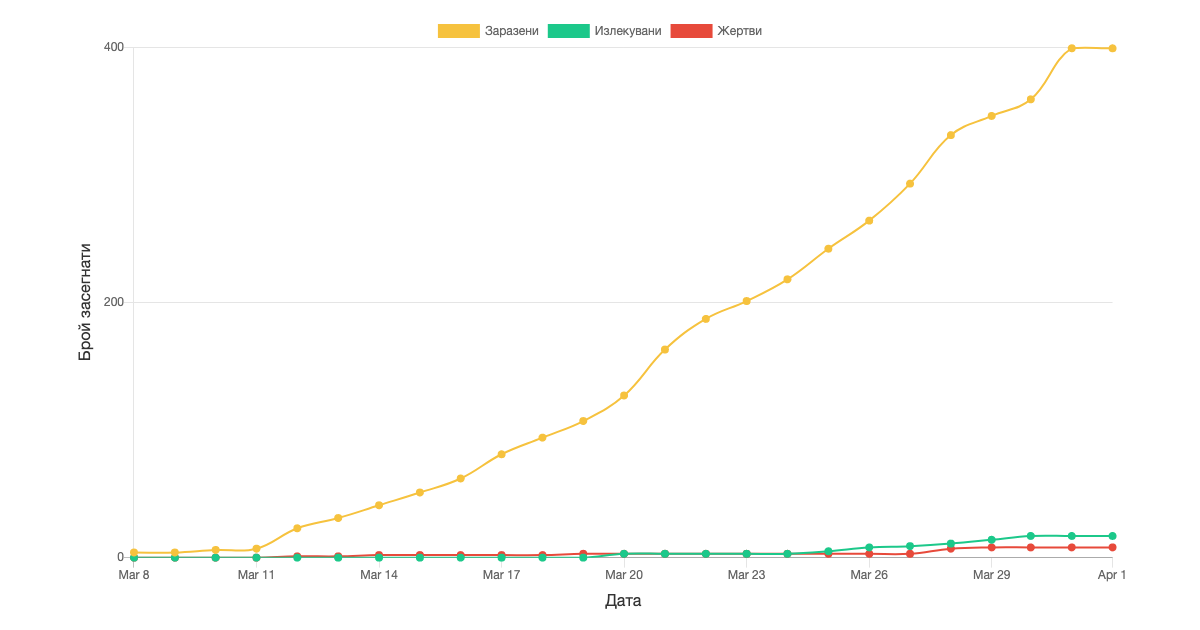 Заразени Излекувани Жертви
400
200
0
Брой засегнати
Mar 8 Mar 11 Mar 14 Mar 17 Mar 20 Mar 23 Mar 26 Mar 29 Apr 1
Дата